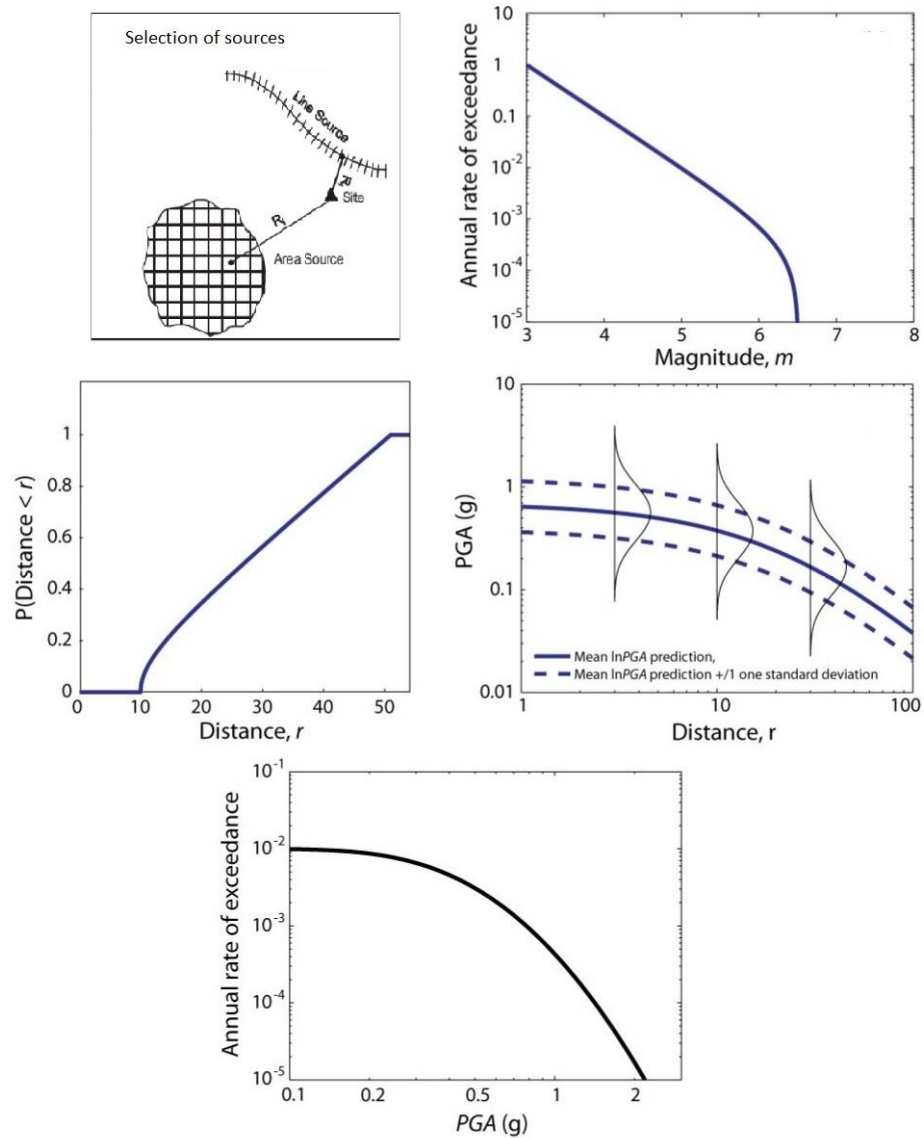 Selection of sources
Line Source
R
Site
R₁
Area Source
Annual rate of exceedance
10
1
0.1
10⁻²
10⁻³
10⁻⁴
10⁻⁵
3 4 5 6 7 8
Magnitude, m
P(Distance < r)
1
0.8
0.6
0.4
0.2
0
0 10 20 30 40 50
Distance, r
PGA (g)
10
1
0.1
0.01
Mean lnPGA prediction,
Mean lnPGA prediction +/1 one standard deviation
1 10 100
Distance, r
Annual rate of exceedance
10⁻¹
10⁻²
10⁻³
10⁻⁴
10⁻⁵
0.1 0.2 0.5 1 2
PGA (g)